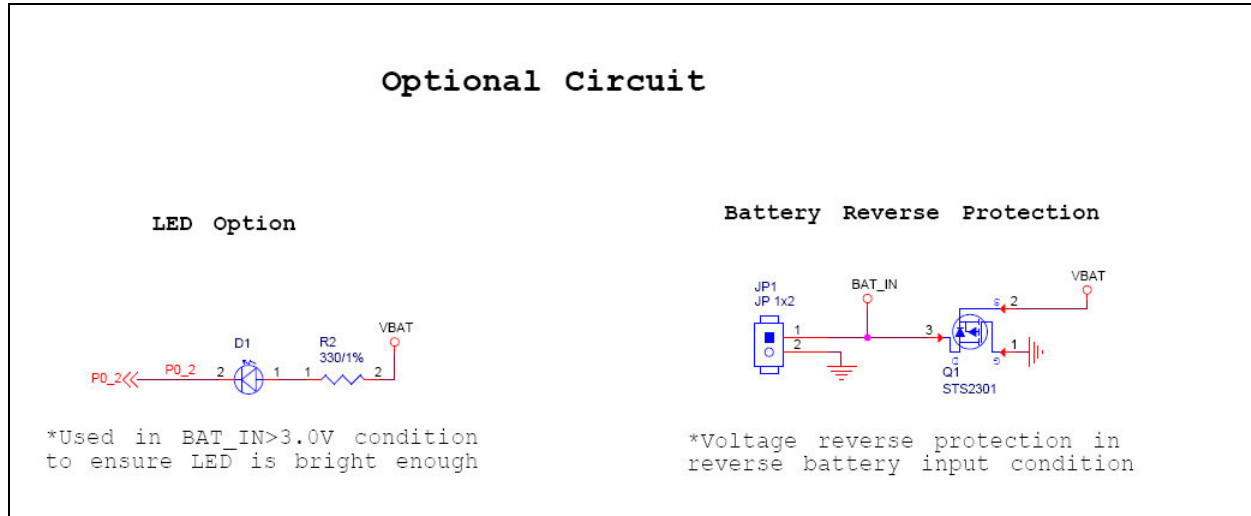 Optional Circuit
LED Option
Battery Reverse Protection
VBAT
D1
R2
330/1%
P0_2
P0_2
2
1
1
2
*Used in BAT_IN>3.0V condition
to ensure LED is bright enough
JP1
JP 1x2
BAT_IN
VBAT
1
2
3
S
2
1
D
G
Q1
STS2301
*Voltage reverse protection in
reverse battery input condition